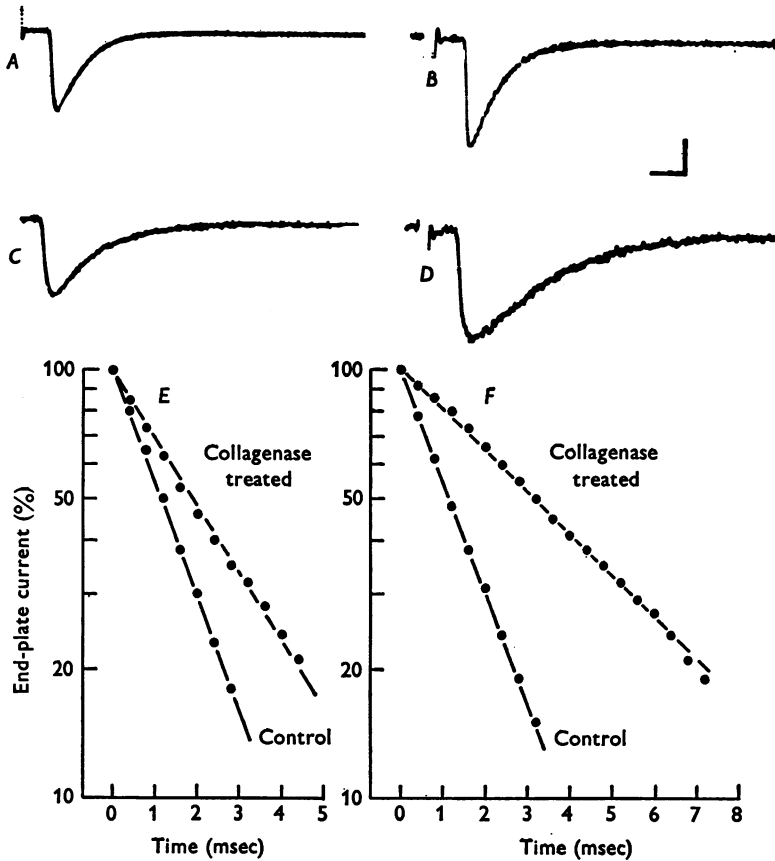 A
B
C
D
100
E
Collagenase
treated
50
20
Control
10
0 1 2 3 4 5
Time (msec)
End-plate current (%)
100
F
Collagenase
treated
50
20
Control
10
0 1 2 3 4 5 6 7 8
Time (msec)